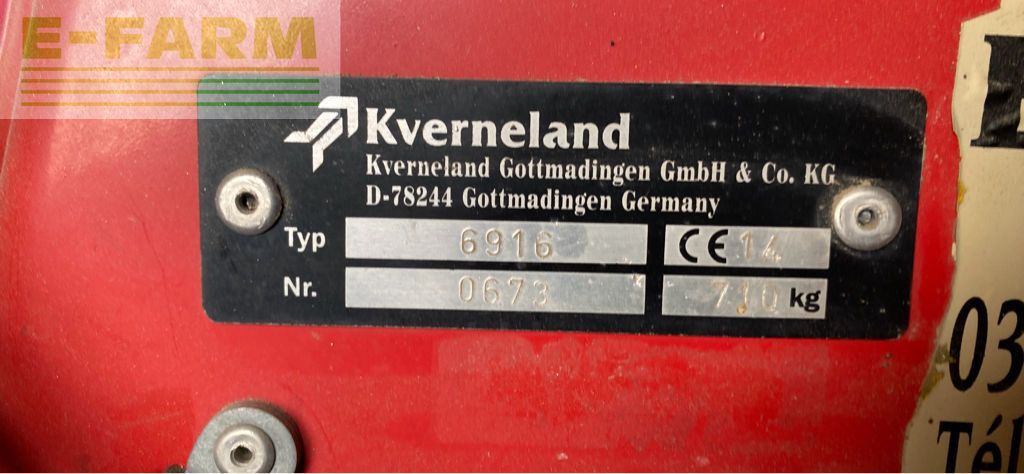 E-FARM
Kverneland
Kverneland Gottmadingen GmbH & Co. KG
D-78244 Gottmadingen Germany
Typ 6916 CE 14
Nr. 0673 710 kg
03
Tél